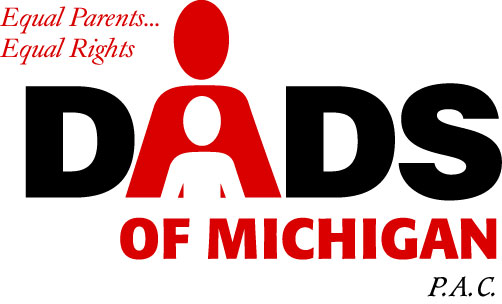 Equal Parents...
Equal Rights
DADS
OF MICHIGAN
P.A.C.